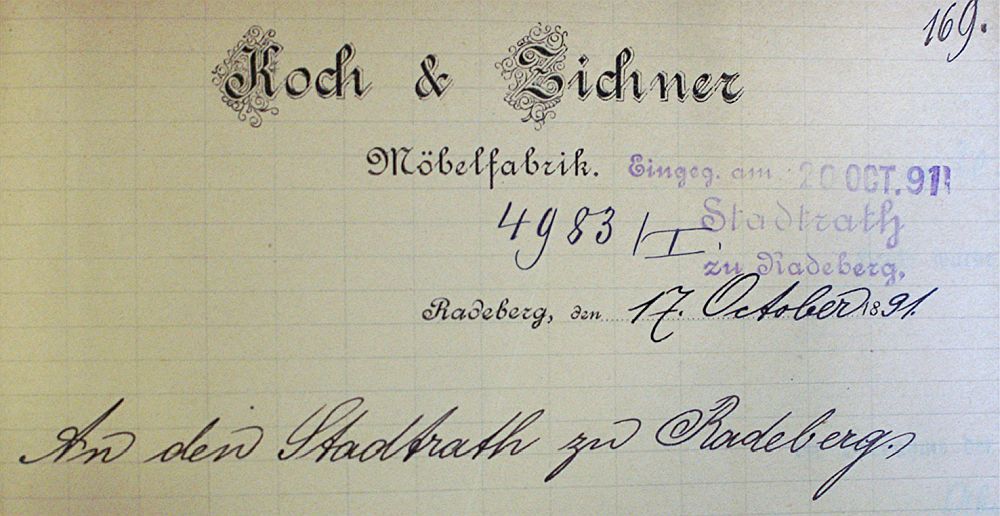 169.
Koch & Zichner
Möbelfabrik.
Eingeg. am 20 OCT. 91
4983/I.
Stadtrath
zu Radeberg.
Radeberg, den 17. October 1891.
An den Stadtrath zu Radeberg.